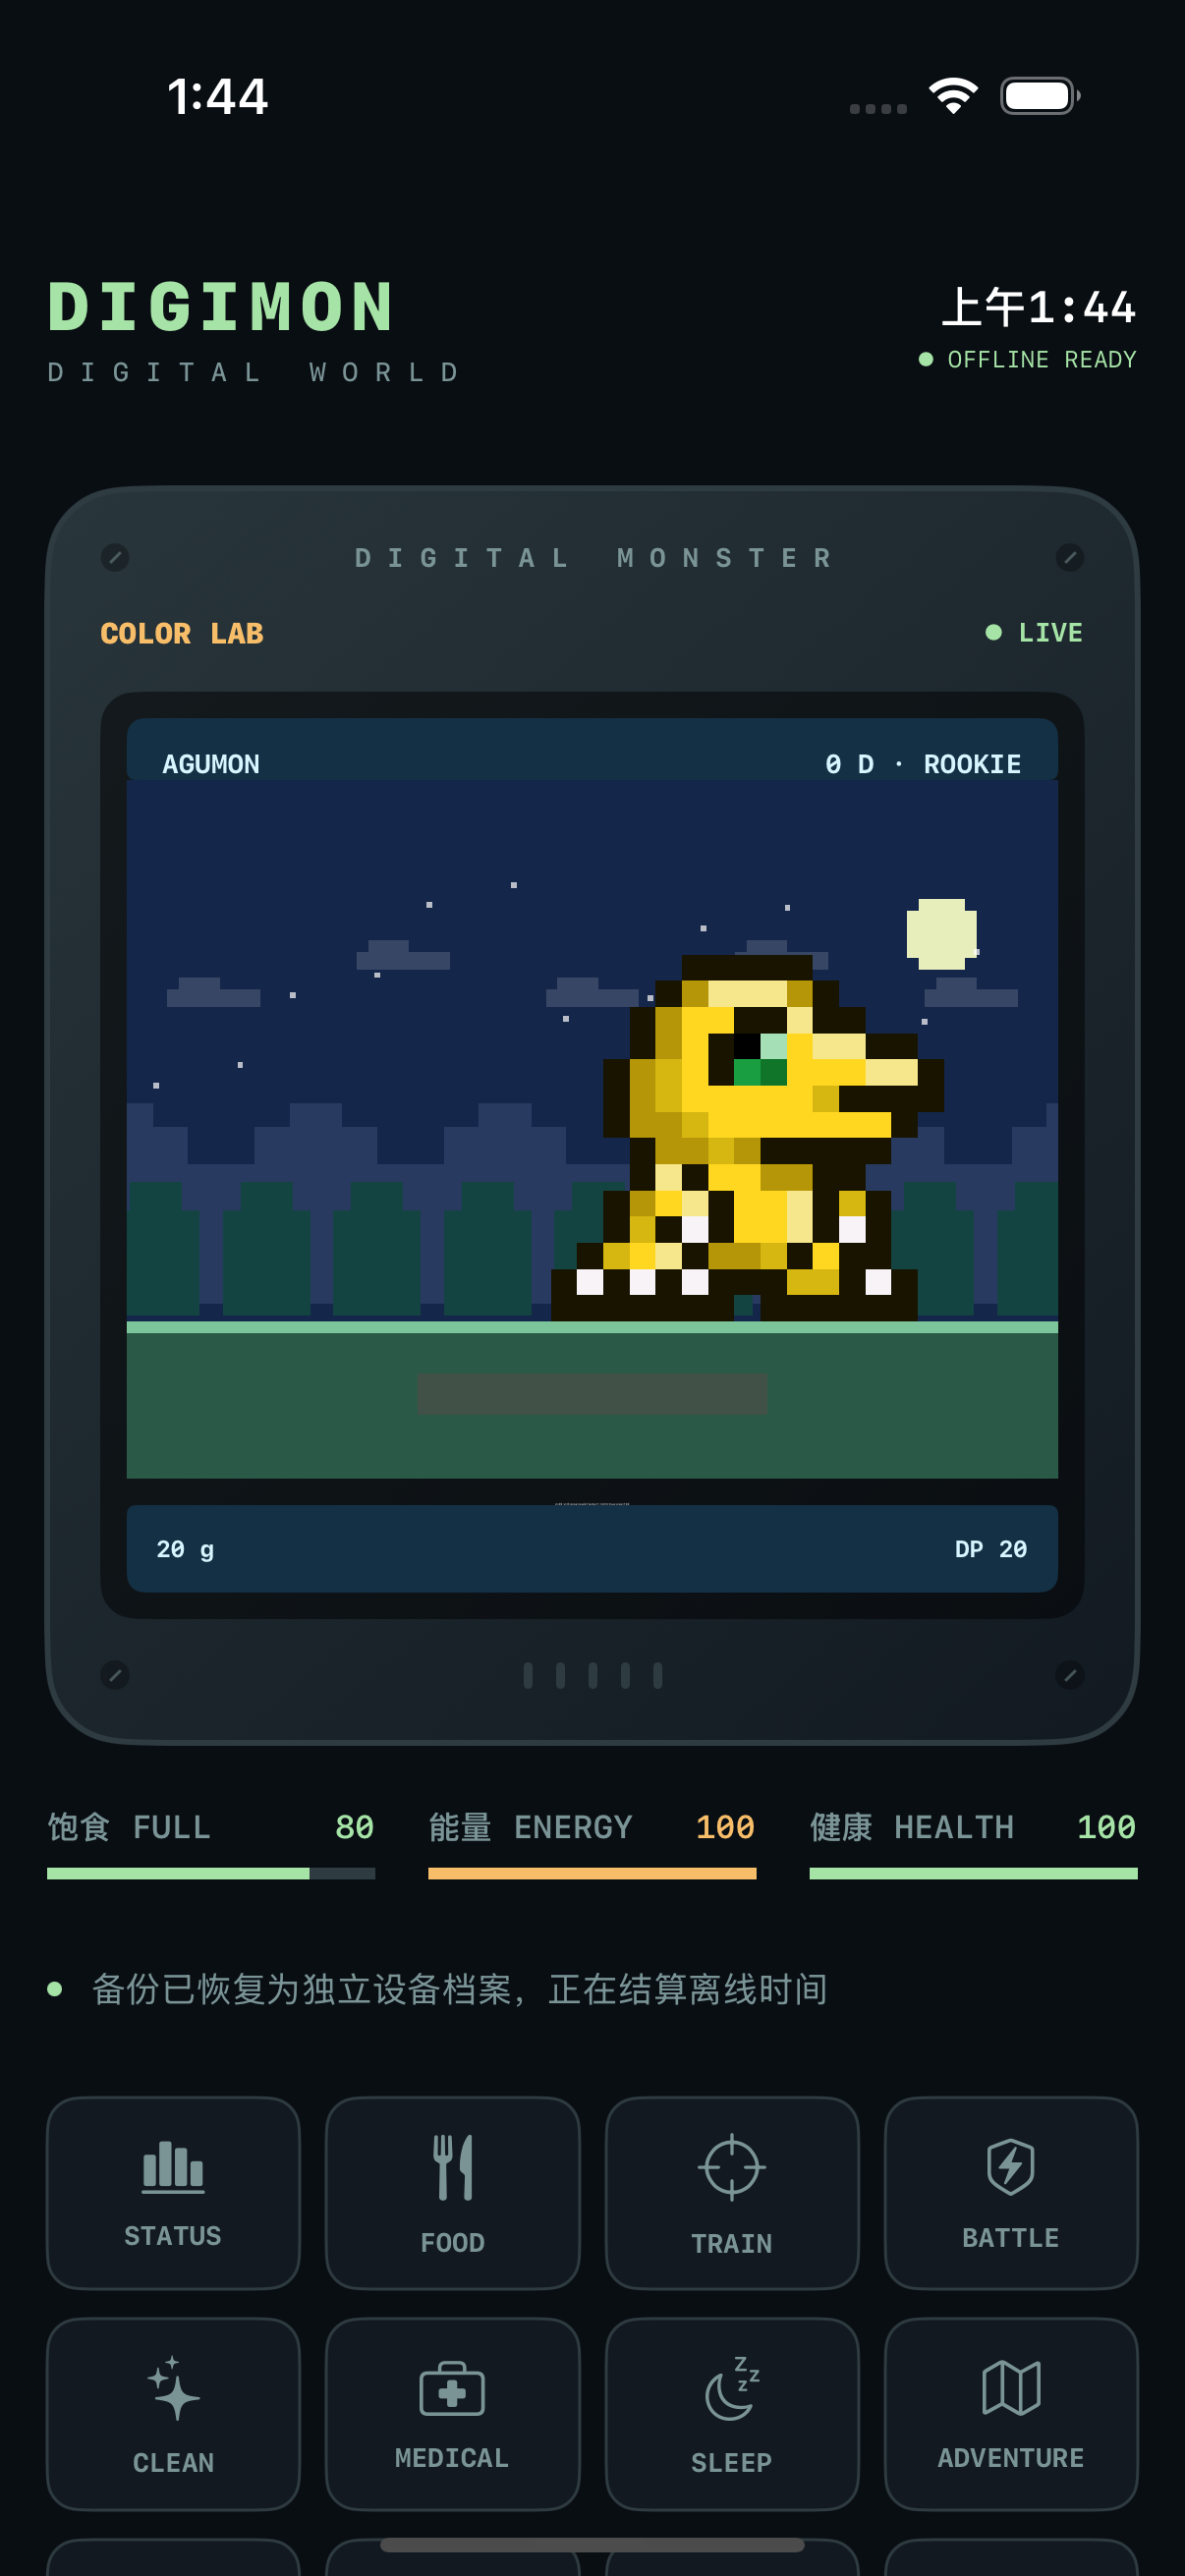 1:44
DIGIMON
DIGITAL WORLD
上午1:44
OFFLINE READY
DIGITAL MONSTER
COLOR LAB
LIVE
AGUMON
0 D · ROOKIE
20 g
DP 20
饱食 FULL 80
能量 ENERGY 100
健康 HEALTH 100
备份已恢复为独立设备档案，正在结算离线时间
STATUS
FOOD
TRAIN
BATTLE
CLEAN
MEDICAL
SLEEP
ADVENTURE